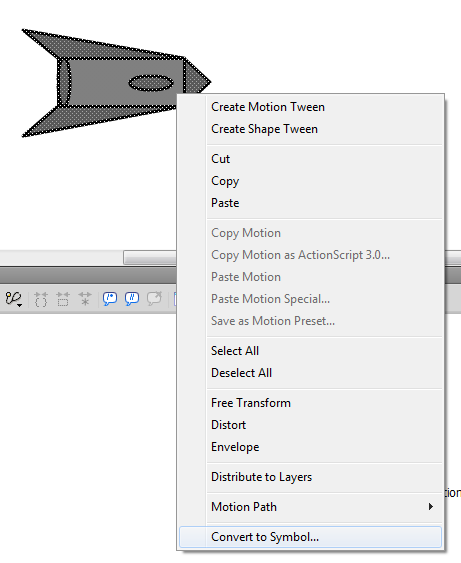 Create Motion Tween
Create Shape Tween
Cut
Copy
Paste
Copy Motion
Copy Motion as ActionScript 3.0...
Paste Motion
Paste Motion Special...
Save as Motion Preset...
Select All
Deselect All
Free Transform
Distort
Envelope
Distribute to Layers
Motion Path
Convert to Symbol...